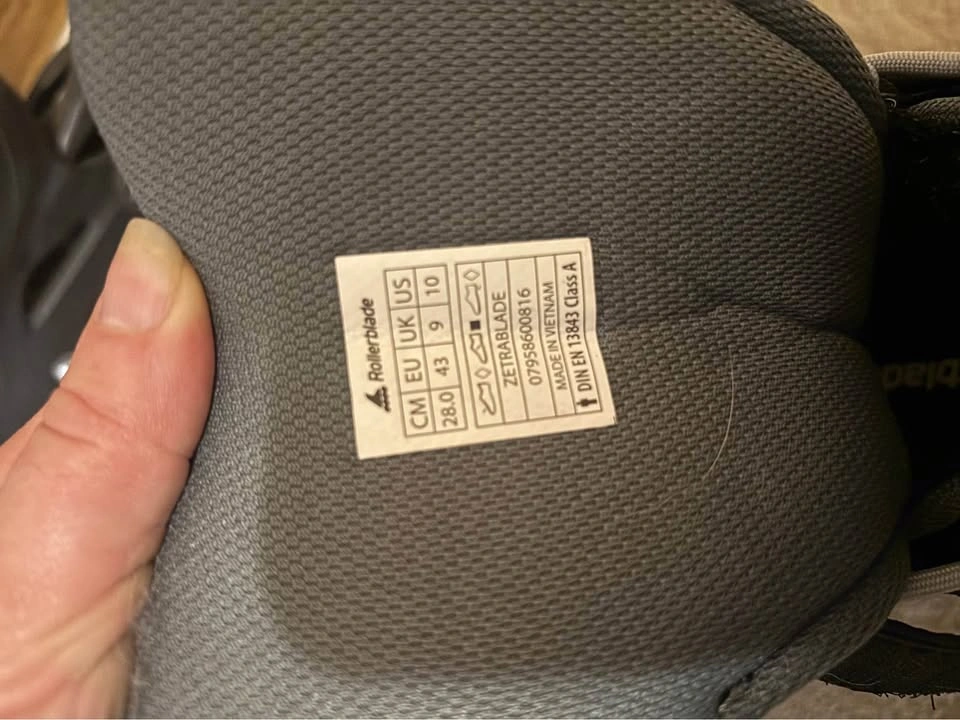 Rollerblade
CM EU UK US
28.0 43 9 10
ZETRABLADE
07958600816
MADE IN VIETNAM
DIN EN 13843 Class A
blad